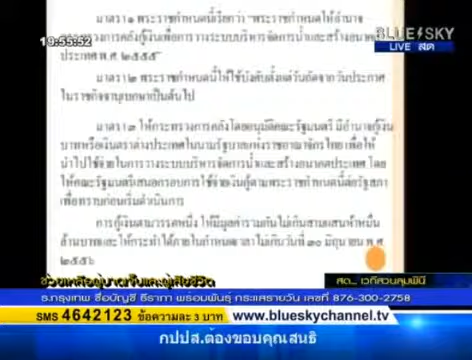 มาตรา ๑ พระราชกำหนดนี้เรียกว่า "พระราชกำหนดให้อำนาจ
กระทรวงการคลังกู้เงินเพื่อการวางระบบบริหารจัดการน้ำและสร้างอนาคต
ประเทศ พ.ศ. ๒๕๕๕
BLUESKY
LIVE สด
19:55:52
มาตรา ๒ พระราชกำหนดนี้ให้ใช้บังคับตั้งแต่วันถัดจากวันประกาศ
ในราชกิจจานุเบกษาเป็นต้นไป
มาตรา ๓ ให้กระทรวงการคลังโดยอนุมัติคณะรัฐมนตรี มีอำนาจกู้เงิน
บาทหรือเงินตราต่างประเทศในนามรัฐบาลแห่งราชอาณาจักรไทย เพื่อให้
นำไปใช้จ่ายในการวางระบบบริหารจัดการน้ำและสร้างอนาคตประเทศ โดย
ให้คณะรัฐมนตรีเสนอกรอบการใช้จ่ายเงินกู้ตามพระราชกำหนดนี้ต่อรัฐสภา
เพื่อทราบก่อนเริ่มดำเนินการ
การกู้เงินตามวรรคหนึ่ง ให้มีมูลค่ารวมกันไม่เกินสามแสนห้าหมื่น
ล้านบาทและให้กระทำได้ภายในกำหนดเวลาไม่เกินวันที่ ๓๐ มิถุนายน พ.ศ.
๒๕๕๖
ช่วยเหลือผู้บาดเจ็บและผู้เสียชีวิต
สด... เวทีสวนลุมพินี
ธ.กรุงเทพ ชื่อบัญชี ธิราภา พร้อมพันธุ์ กระแสรายวัน เลขที่ 876-300-2758
SMS 4642123 ข้อความละ 3 บาท www.blueskychannel.tv
กปปส.ต้องขอบคุณสนธิ